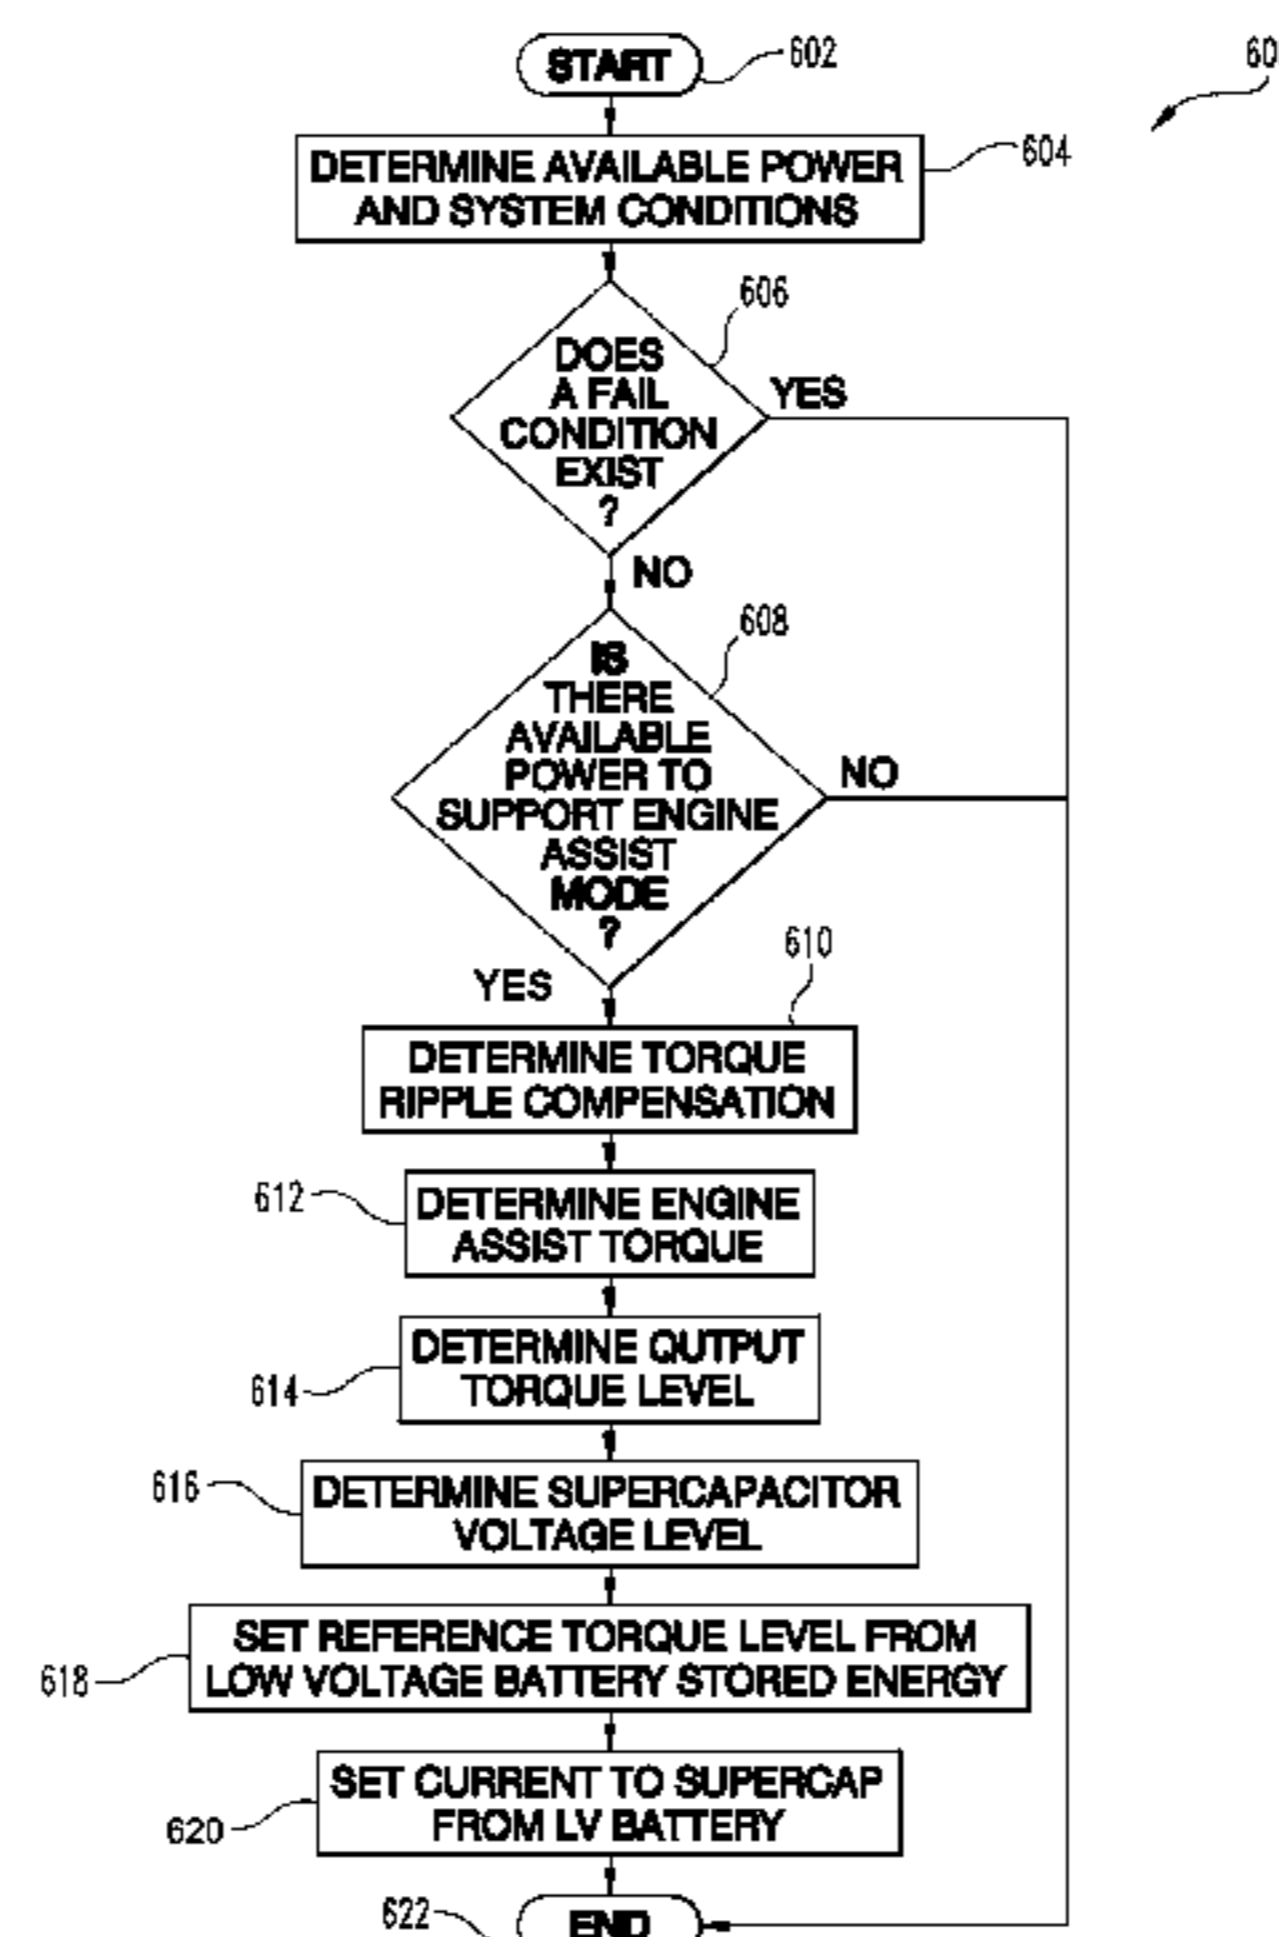 START
602
60
DETERMINE AVAILABLE POWER
AND SYSTEM CONDITIONS
604
606
DOES
A FAIL
CONDITION
EXIST
?
YES
NO
608
IS
THERE
AVAILABLE
POWER TO
SUPPORT ENGINE
ASSIST
MODE
?
NO
YES
610
DETERMINE TORQUE
RIPPLE COMPENSATION
612
DETERMINE ENGINE
ASSIST TORQUE
DETERMINE OUTPUT
TORQUE LEVEL
614
616
DETERMINE SUPERCAPACITOR
VOLTAGE LEVEL
SET REFERENCE TORQUE LEVEL FROM
LOW VOLTAGE BATTERY STORED ENERGY
618
SET CURRENT TO SUPERCAP
FROM LV BATTERY
620
622
END